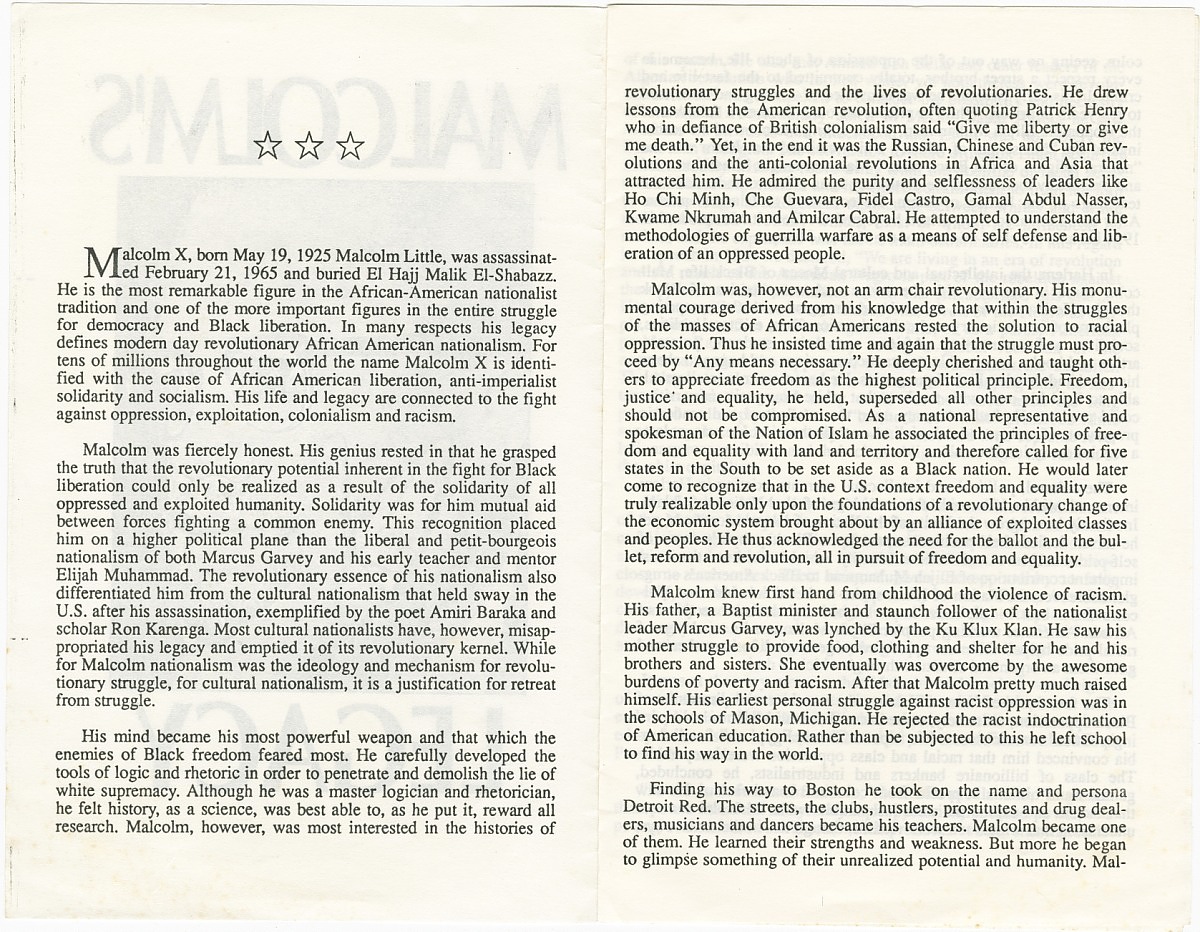 ☆ ☆ ☆
Malcolm X, born May 19, 1925 Malcolm Little, was assassinat-
ed February 21, 1965 and buried El Hajj Malik El-Shabazz.
He is the most remarkable figure in the African-American nationalist
tradition and one of the more important figures in the entire struggle
for democracy and Black liberation. In many respects his legacy
defines modern day revolutionary African American nationalism. For
tens of millions throughout the world the name Malcolm X is identi-
fied with the cause of African American liberation, anti-imperialist
solidarity and socialism. His life and legacy are connected to the fight
against oppression, exploitation, colonialism and racism.
Malcolm was fiercely honest. His genius rested in that he grasped
the truth that the revolutionary potential inherent in the fight for Black
liberation could only be realized as a result of the solidarity of all
oppressed and exploited humanity. Solidarity was for him mutual aid
between forces fighting a common enemy. This recognition placed
him on a higher political plane than the liberal and petit-bourgeois
nationalism of both Marcus Garvey and his early teacher and mentor
Elijah Muhammad. The revolutionary essence of his nationalism also
differentiated him from the cultural nationalism that held sway in the
U.S. after his assassination, exemplified by the poet Amiri Baraka and
scholar Ron Karenga. Most cultural nationalists have, however, misap-
propriated his legacy and emptied it of its revolutionary kernel. While
for Malcolm nationalism was the ideology and mechanism for revolu-
tionary struggle, for cultural nationalism, it is a justification for retreat
from struggle.
His mind became his most powerful weapon and that which the
enemies of Black freedom feared most. He carefully developed the
tools of logic and rhetoric in order to penetrate and demolish the lie of
white supremacy. Although he was a master logician and rhetorician,
he felt history, as a science, was best able to, as he put it, reward all
research. Malcolm, however, was most interested in the histories of
revolutionary struggles and the lives of revolutionaries. He drew
lessons from the American revolution, often quoting Patrick Henry
who in defiance of British colonialism said “Give me liberty or give
me death.” Yet, in the end it was the Russian, Chinese and Cuban rev-
olutions and the anti-colonial revolutions in Africa and Asia that
attracted him. He admired the purity and selflessness of leaders like
Ho Chi Minh, Che Guevara, Fidel Castro, Gamal Abdul Nasser,
Kwame Nkrumah and Amilcar Cabral. He attempted to understand the
methodologies of guerrilla warfare as a means of self defense and lib-
eration of an oppressed people.
Malcolm was, however, not an arm chair revolutionary. His monu-
mental courage derived from his knowledge that within the struggles
of the masses of African Americans rested the solution to racial
oppression. Thus he insisted time and again that the struggle must pro-
ceed by “Any means necessary.” He deeply cherished and taught oth-
ers to appreciate freedom as the highest political principle. Freedom,
justice and equality, he held, superseded all other principles and
should not be compromised. As a national representative and
spokesman of the Nation of Islam he associated the principles of free-
dom and equality with land and territory and therefore called for five
states in the South to be set aside as a Black nation. He would later
come to recognize that in the U.S. context freedom and equality were
truly realizable only upon the foundations of a revolutionary change of
the economic system brought about by an alliance of exploited classes
and peoples. He thus acknowledged the need for the ballot and the bul-
let, reform and revolution, all in pursuit of freedom and equality.
Malcolm knew first hand from childhood the violence of racism.
His father, a Baptist minister and staunch follower of the nationalist
leader Marcus Garvey, was lynched by the Ku Klux Klan. He saw his
mother struggle to provide food, clothing and shelter for he and his
brothers and sisters. She eventually was overcome by the awesome
burdens of poverty and racism. After that Malcolm pretty much raised
himself. His earliest personal struggle against racist oppression was in
the schools of Mason, Michigan. He rejected the racist indoctrination
of American education. Rather than be subjected to this he left school
to find his way in the world.
Finding his way to Boston he took on the name and persona
Detroit Red. The streets, the clubs, hustlers, prostitutes and drug deal-
ers, musicians and dancers became his teachers. Malcolm became one
of them. He learned their strengths and weakness. But more he began
to glimpse something of their unrealized potential and humanity. Mal-